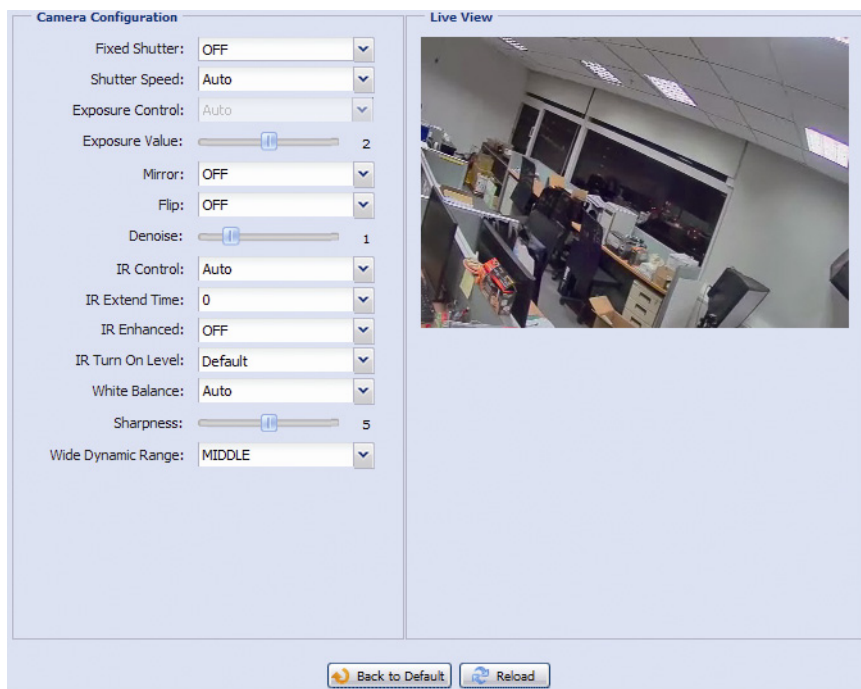 Camera Configuration
Fixed Shutter: OFF
Shutter Speed: Auto
Exposure Control: Auto
Exposure Value: 2
Mirror: OFF
Flip: OFF
Denoise: 1
IR Control: Auto
IR Extend Time: 0
IR Enhanced: OFF
IR Turn On Level: Default
White Balance: Auto
Sharpness: 5
Wide Dynamic Range: MIDDLE
Live View
Back to Default
Reload